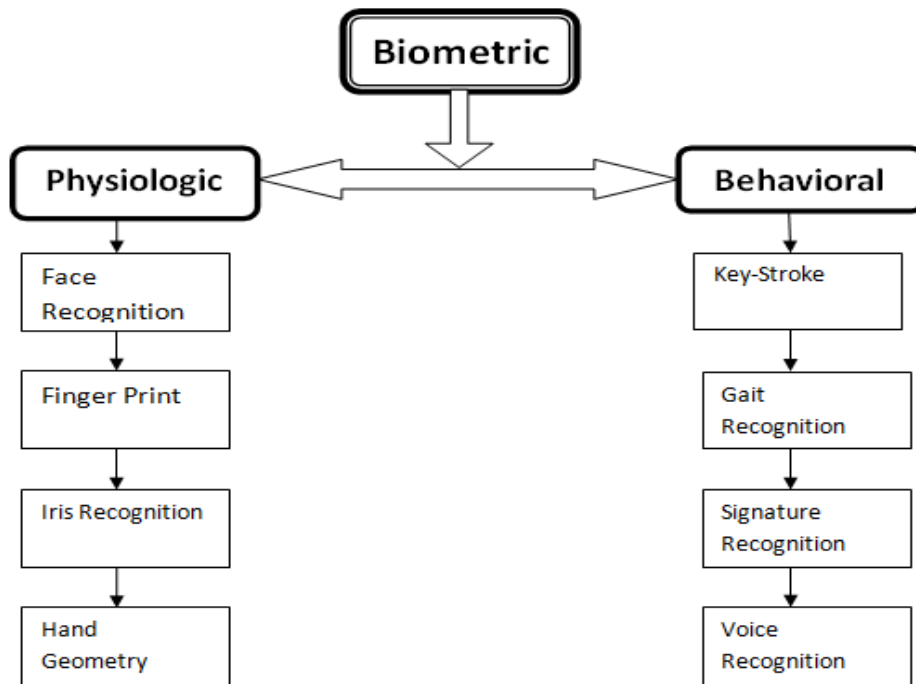 Biometric
Physiologic
Behavioral
Face
Recognition
Finger Print
Iris Recognition
Hand
Geometry
Key-Stroke
Gait
Recognition
Signature
Recognition
Voice
Recognition